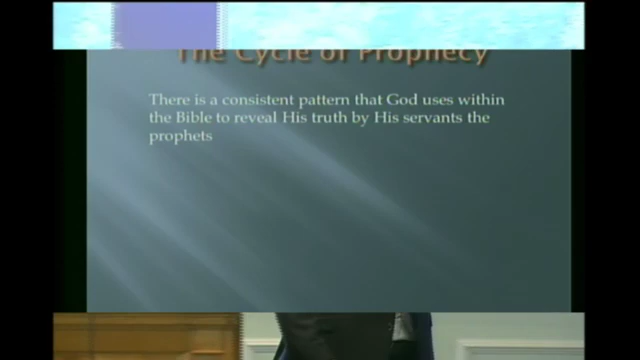 The Cycle of Prophecy
There is a consistent pattern that God uses within
the Bible to reveal His truth by His servants the
prophets